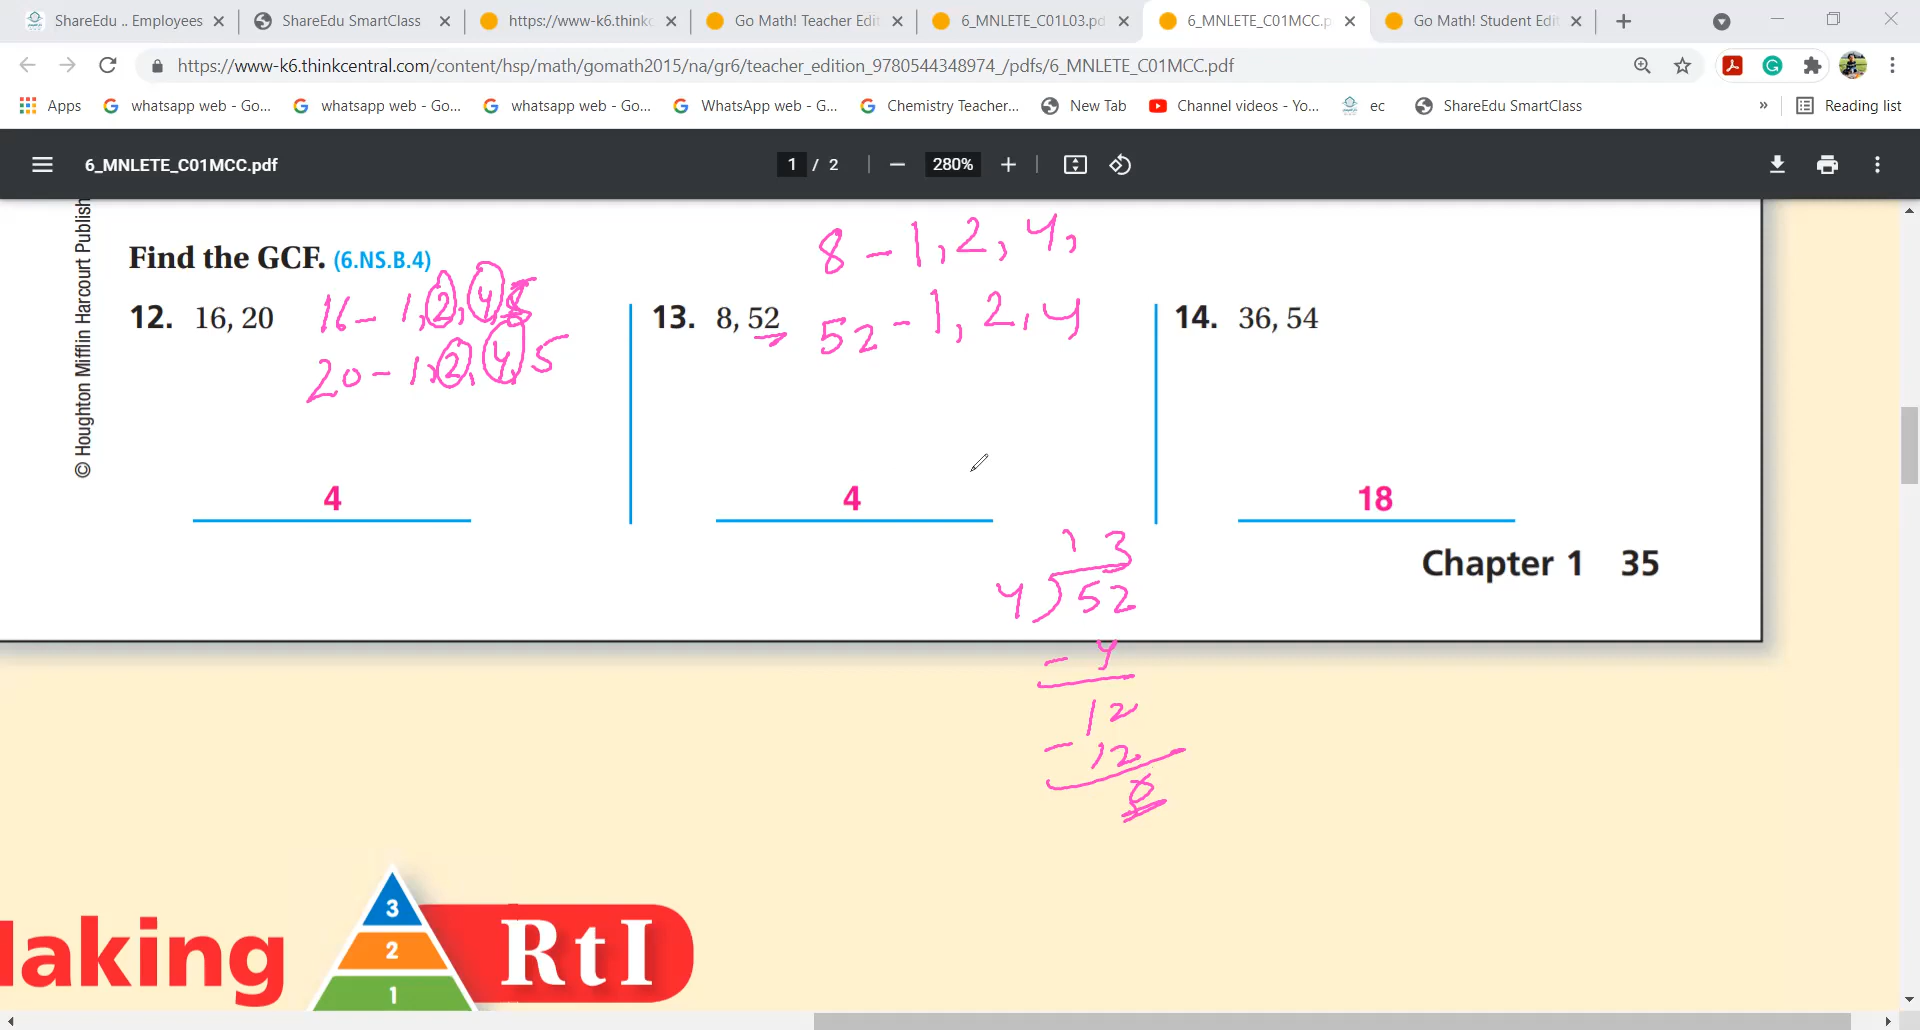 ShareEdu .. Employees
ShareEdu SmartClass
https://www-k6.thinkc
Go Math! Teacher Edit
6_MNLETE_C01L03.pd
6_MNLETE_C01MCC.p
Go Math! Student Edi
https://www-k6.thinkcentral.com/content/hsp/math/gomath2015/na/gr6/teacher_edition_9780544348974_/pdfs/6_MNLETE_C01MCC.pdf
Apps
whatsapp web - Go...
whatsapp web - Go...
whatsapp web - Go...
WhatsApp web - G...
Chemistry Teacher...
New Tab
Channel videos - Yo...
ec
ShareEdu SmartClass
»
Reading list
6_MNLETE_C01MCC.pdf
1 / 2
280%
© Houghton Mifflin Harcourt Publish
Find the GCF. (6.NS.B.4)
12. 16, 20
16 - 1, 2, 4, 8
20 - 1, 2, 4, 5
4
13. 8, 52
8 - 1, 2, 4,
52 - 1, 2, 4
4
14. 36, 54
18
Chapter 1 35
13
4 ) 52
- 4
12
- 12
0
laking
3
2
1
RtI